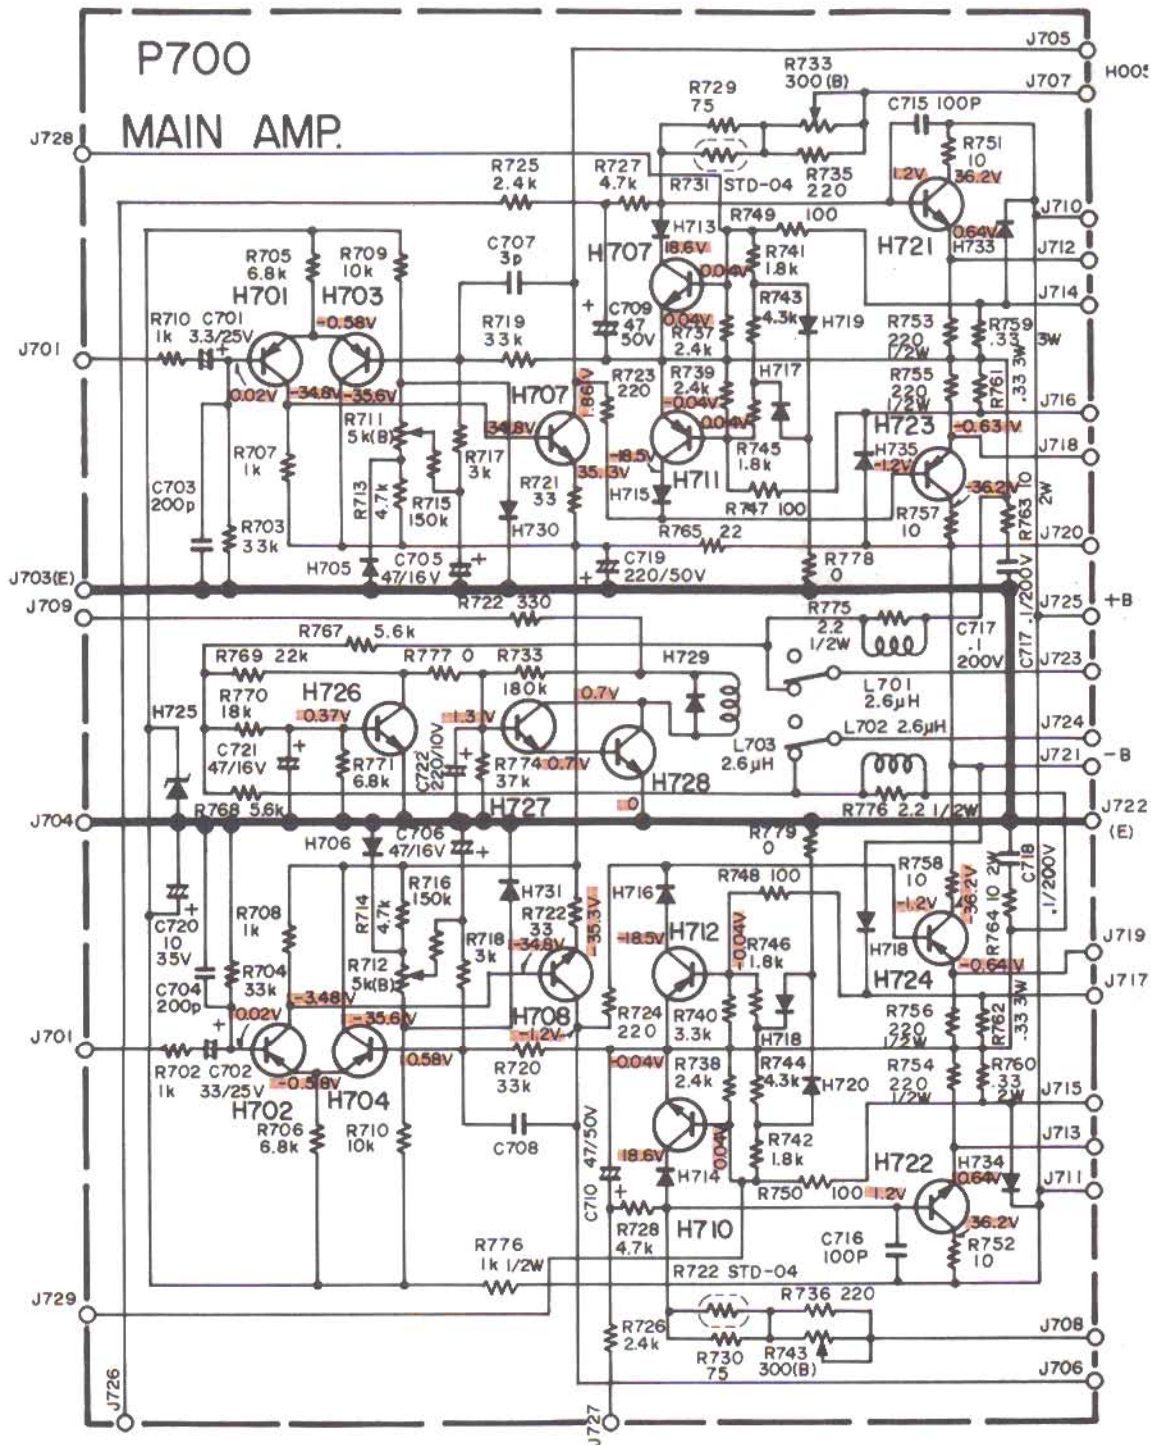 P700
MAIN AMP.
J705
H005
J707
R733
300 (B)
R729
75
C715 100P
J728
R751
10
36.2V
1.2V
R725
2.4k
R727
4.7k
R731
STD-04
R735
220
J710
H713
R749
100
H721
0.64V
H733
J712
C707
3p
H707
18.6V
0.04V
R741
1.8k
R705
6.8k
R709
10k
J714
H701
H703
C701
33/25V
R710
1k
-0.58V
R719
33k
C709
47
50V
0.04V
R737
2.4k
R743
4.3k
H719
R753
220
1/2W
R759
.33
3W
J701
R723
220
R739
2.4k
H717
R755
220
1/2W
R761
.33 3W
0.02V
-34.8V
-35.6V
H707
1.86V
-0.04V
0.04V
J716
R711
5k(B)
34.8V
H723
-0.63V
R707
1k
R717
3k
-18.5V
H711
R745
1.8k
H735
-1.2V
J718
35.3V
C703
200p
R713
4.7k
R715
150k
R721
33
H715
-36.2V
R763 10
2W
R703
33k
H730
R747 100
R757
10
R765 22
J720
H705
C705
47/16V
C719
220/50V
R778
0
J703(E)
J709
R722 330
R775
2.2
1/2W
C717
.1
200V
C717 .1/200V
J725
+B
R767 5.6k
R769 22k
R777 0
R733
180k
H729
J723
L701
2.6μH
R770
18k
H726
0.37V
-1.3V
0.7V
H725
L702 2.6μH
J724
C721
47/16V
R771
6.8k
C722
220/10V
R774
37k
0.7V
L703
2.6μH
J721
-B
H728
R768 5.6k
H727
0
R776 2.2 1/2W
J704
J722
(E)
H706
C706
47/16V
R779
0
C718
.1/200V
R758
10
R748 100
R716
150k
H731
R722
33
H716
-35.3V
-36.2V
-1.2V
R764 10 2W
C720
10
35V
R708
1k
R714
4.7k
R718
3k
-34.8V
-18.5V
H712
-0.04V
R746
1.8k
H718
H724
J719
-0.64V
R712
5k(B)
R704
33k
C704
200p
J717
-3.48V
-35.6V
0.02V
H708
-1.2V
R724
220
R740
3.3k
H718
R756
220
1/2W
R762
.33 3W
J701
0.58V
-0.04V
R738
2.4k
R744
4.3k
R702
1k
C702
33/25V
-0.58V
R720
33k
H720
R754
220
1/2W
R760
.33
2W
H702
H704
J715
R706
6.8k
R710
10k
C708
C710 47/50V
18.6V
0.04V
R742
1.8k
J713
H714
H722
H734
0.64V
R750
100
1.2V
J711
R728
4.7k
H710
36.2V
C716
100P
R752
10
R776
1k 1/2W
R722 STD-04
J729
R736 220
R726
2.4k
J708
R730
75
R743
300(B)
J706
J726
J727